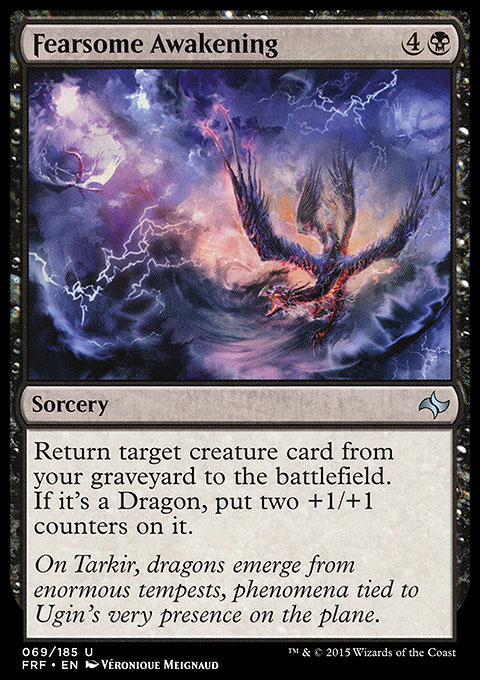 Fearsome Awakening 4
Sorcery
Return target creature card from
your graveyard to the battlefield.
If it's a Dragon, put two +1/+1
counters on it.
On Tarkir, dragons emerge from
enormous tempests, phenomena tied to
Ugin's very presence on the plane.
069/185 U
FRF • EN Véronique Meignaud
™ & © 2015 Wizards of the Coast